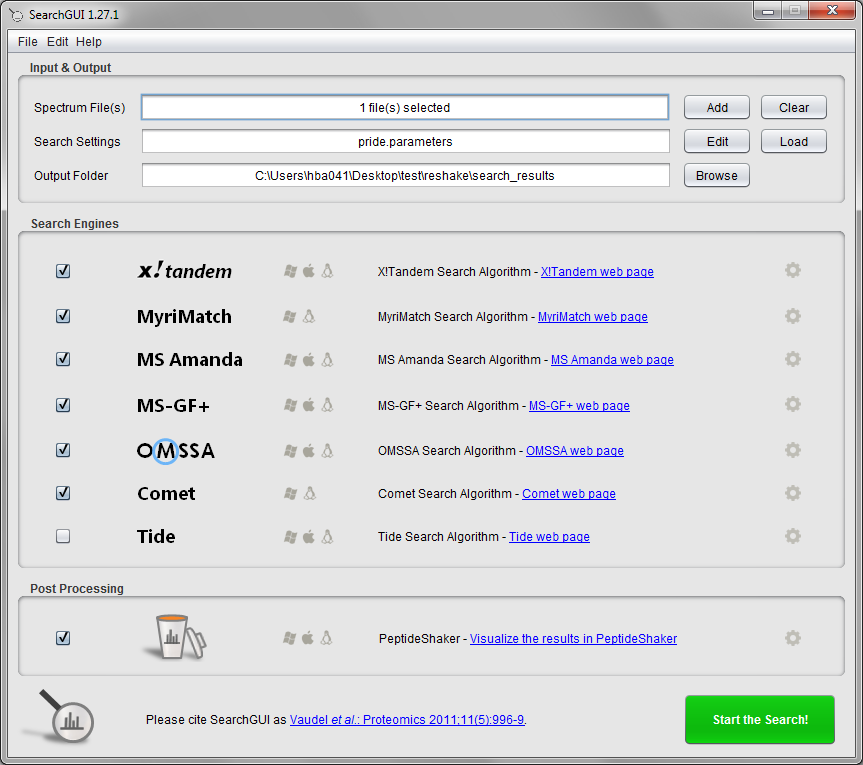 SearchGUI 1.27.1
File Edit Help
Input & Output
Spectrum File(s) 1 file(s) selected Add Clear
Search Settings pride.parameters Edit Load
Output Folder C:\Users\hba041\Desktop\test\reshake\search_results Browse
Search Engines
X!tandem X!Tandem Search Algorithm - X!Tandem web page
MyriMatch MyriMatch Search Algorithm - MyriMatch web page
MS Amanda MS Amanda Search Algorithm - MS Amanda web page
MS-GF+ MS-GF+ Search Algorithm - MS-GF+ web page
OMSSA OMSSA Search Algorithm - OMSSA web page
Comet Comet Search Algorithm - Comet web page
Tide Tide Search Algorithm - Tide web page
Post Processing
PeptideShaker - Visualize the results in PeptideShaker
Please cite SearchGUI as Vaudel et al.: Proteomics 2011;11(5):996-9. Start the Search!